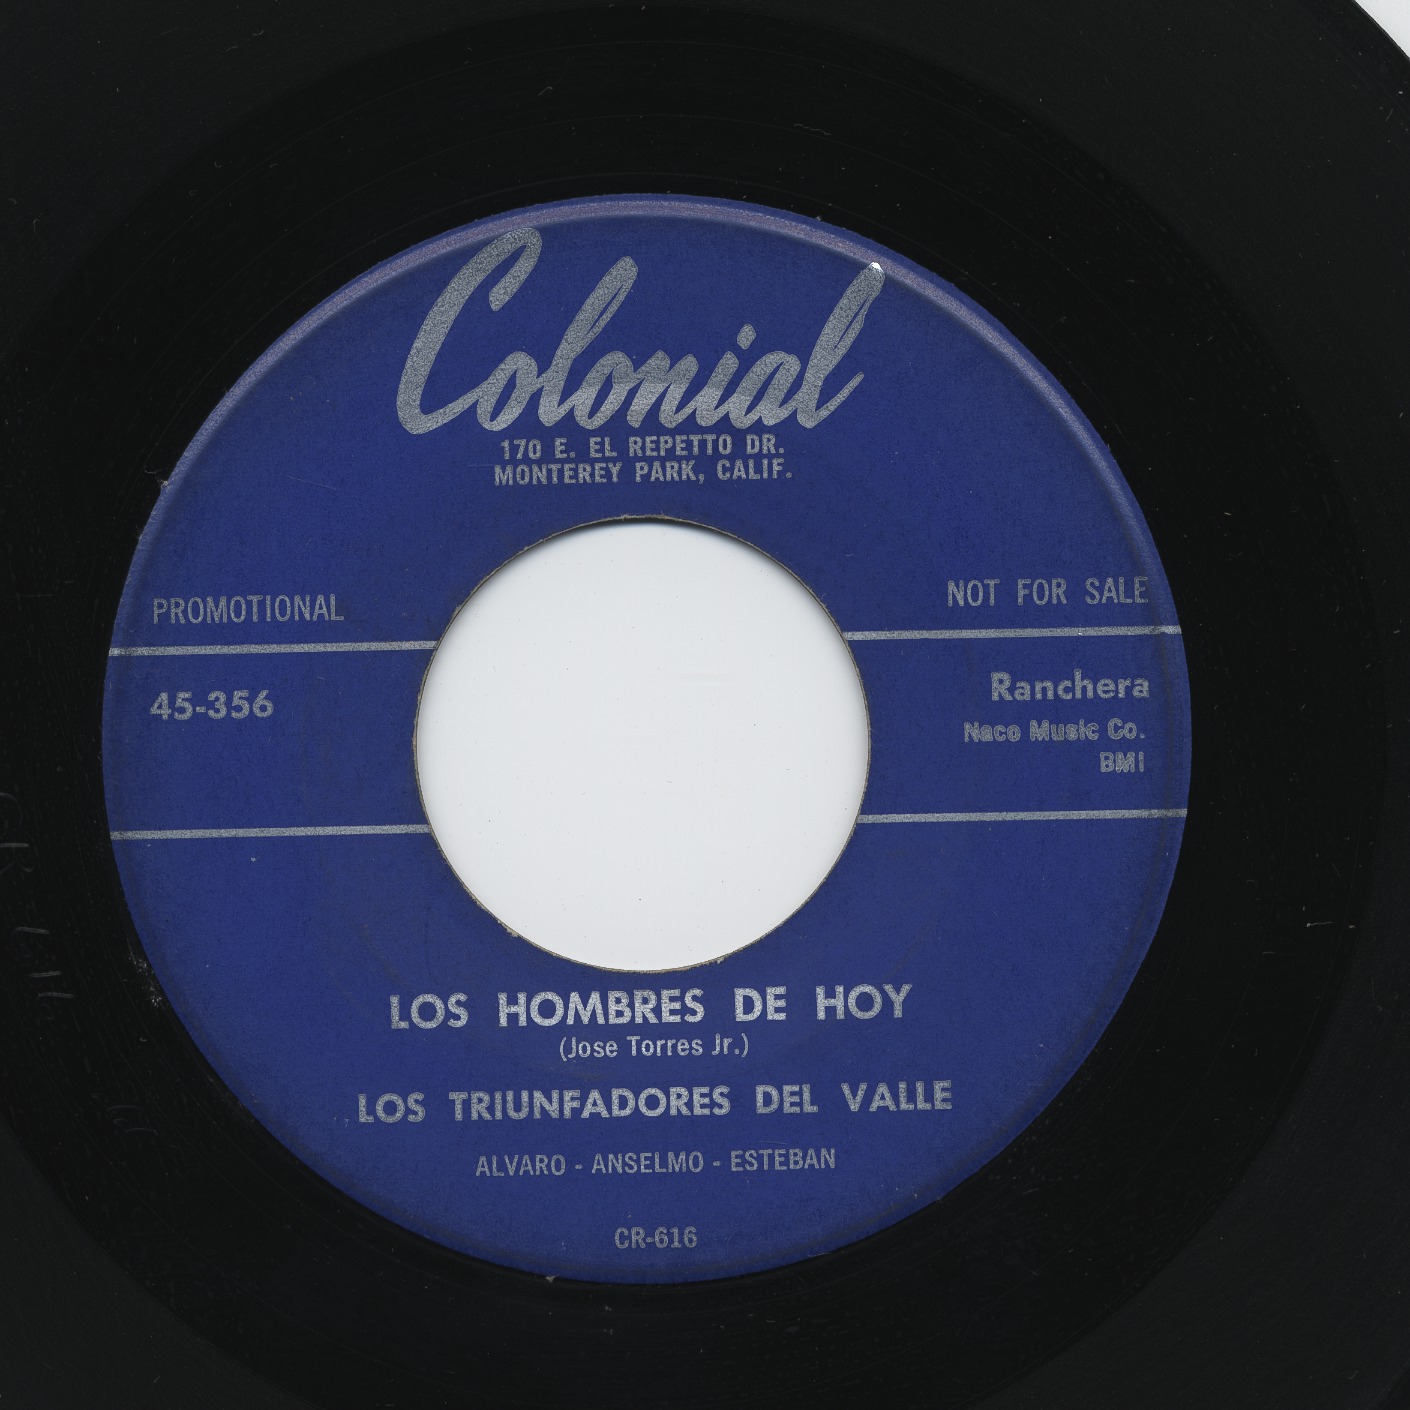 Colonial
170 E. EL REPETTO DR.
MONTEREY PARK, CALIF.
PROMOTIONAL
NOT FOR SALE
45-356
Ranchera
Naco Music Co.
BMI
LOS HOMBRES DE HOY
(Jose Torres Jr.)
LOS TRIUNFADORES DEL VALLE
ALVARO - ANSELMO - ESTEBAN
CR-616